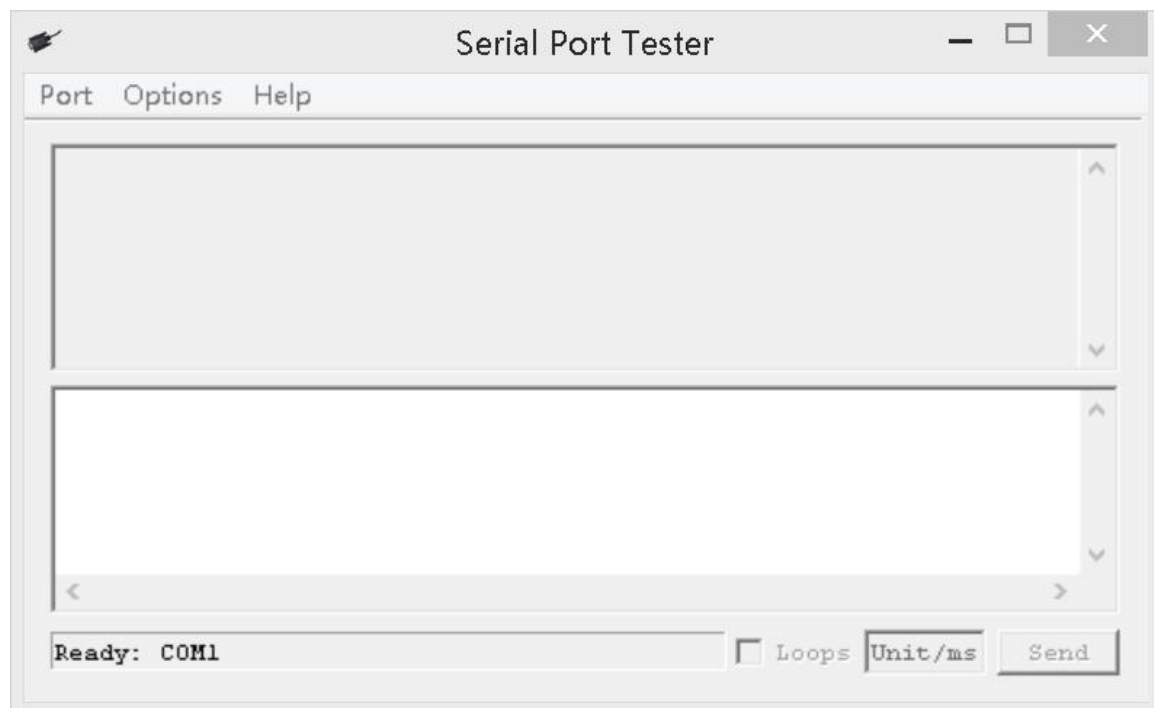 Serial Port Tester
Port Options Help
Ready: COM1 Loops Unit/ms Send